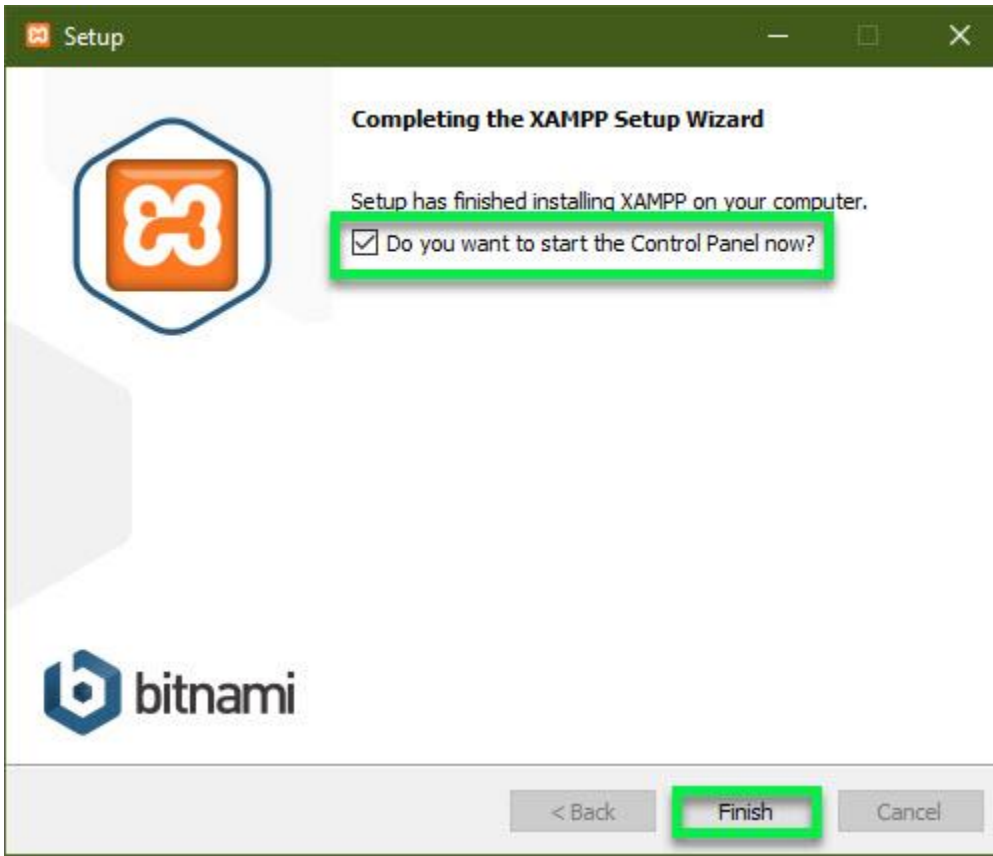 Setup
Completing the XAMPP Setup Wizard
Setup has finished installing XAMPP on your computer.
Do you want to start the Control Panel now?
bitnami
< Back
Finish
Cancel